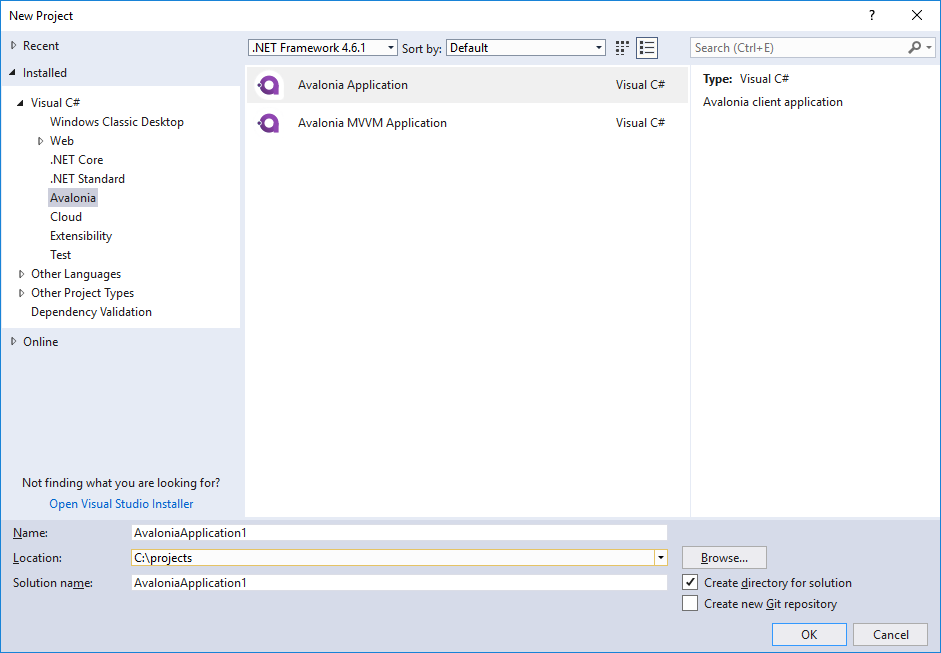 New Project
?
Recent
.NET Framework 4.6.1
Sort by:
Default
Search (Ctrl+E)
Installed
Visual C#
Windows Classic Desktop
Web
.NET Core
.NET Standard
Avalonia
Cloud
Extensibility
Test
Other Languages
Other Project Types
Dependency Validation
Online
Not finding what you are looking for?
Open Visual Studio Installer
Avalonia Application Visual C#
Avalonia MVVM Application Visual C#
Type: Visual C#
Avalonia client application
Name: AvaloniaApplication1
Location: C:\projects
Browse...
Solution name: AvaloniaApplication1
Create directory for solution
Create new Git repository
OK
Cancel